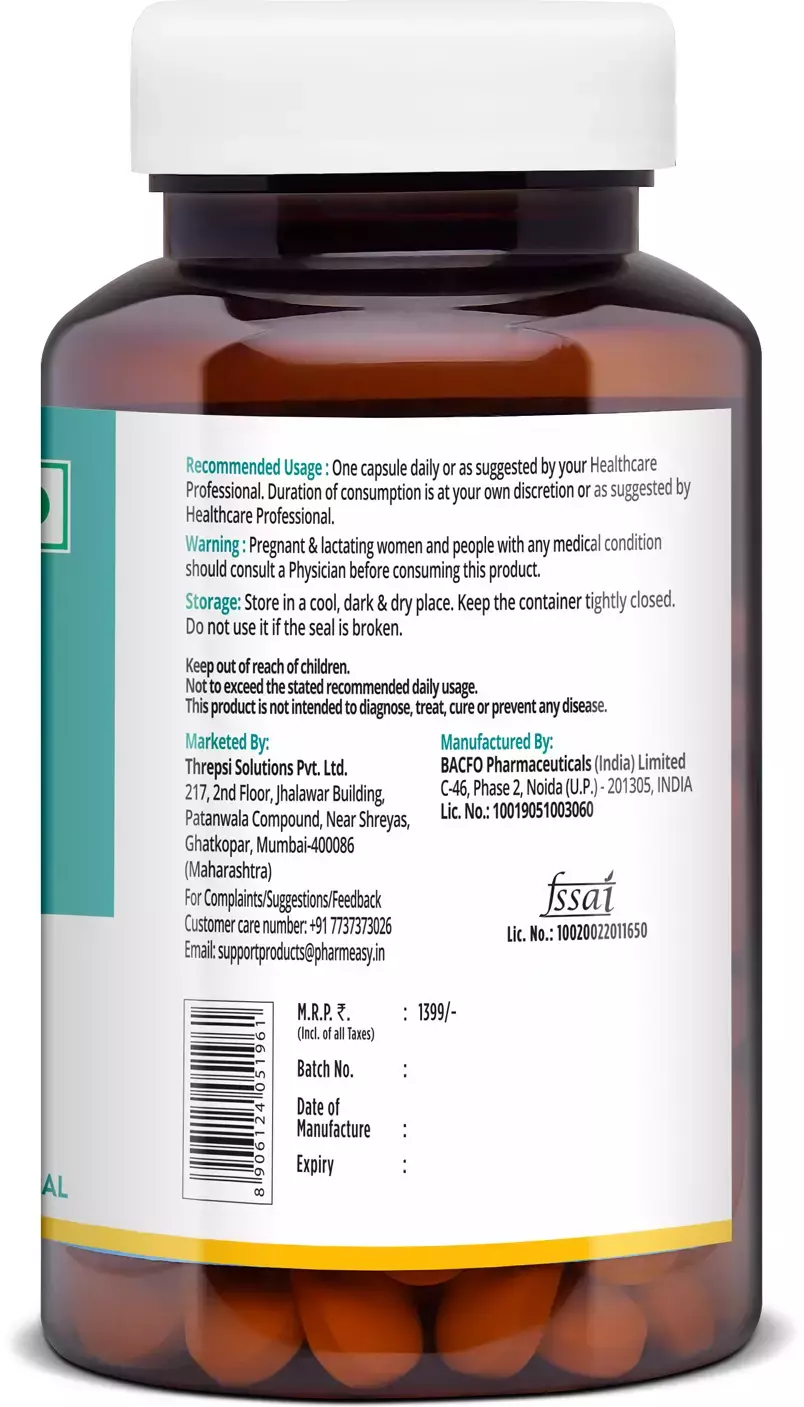 Recommended Usage : One capsule daily or as suggested by your Healthcare
Professional. Duration of consumption is at your own discretion or as suggested by
Healthcare Professional.
Warning : Pregnant & lactating women and people with any medical condition
should consult a Physician before consuming this product.
Storage: Store in a cool, dark & dry place. Keep the container tightly closed.
Do not use it if the seal is broken.
Keep out of reach of children.
Not to exceed the stated recommended daily usage.
This product is not intended to diagnose, treat, cure or prevent any disease.
Marketed By:
Threpsi Solutions Pvt. Ltd.
217, 2nd Floor, Jhalawar Building,
Patanwala Compound, Near Shreyas,
Ghatkopar, Mumbai-400086
(Maharashtra)
For Complaints/Suggestions/Feedback
Customer care number: +91 7737373026
Email: supportproducts@pharmeasy.in
Manufactured By:
BACFO Pharmaceuticals (India) Limited
C-46, Phase 2, Noida (U.P.) - 201305, INDIA
Lic. No.: 10019051003060
fssai
Lic. No.: 10020022011650
8 906124 051961
M.R.P. ₹. : 1399/-
(Incl. of all Taxes)
Batch No. :
Date of
Manufacture :
Expiry :
AL